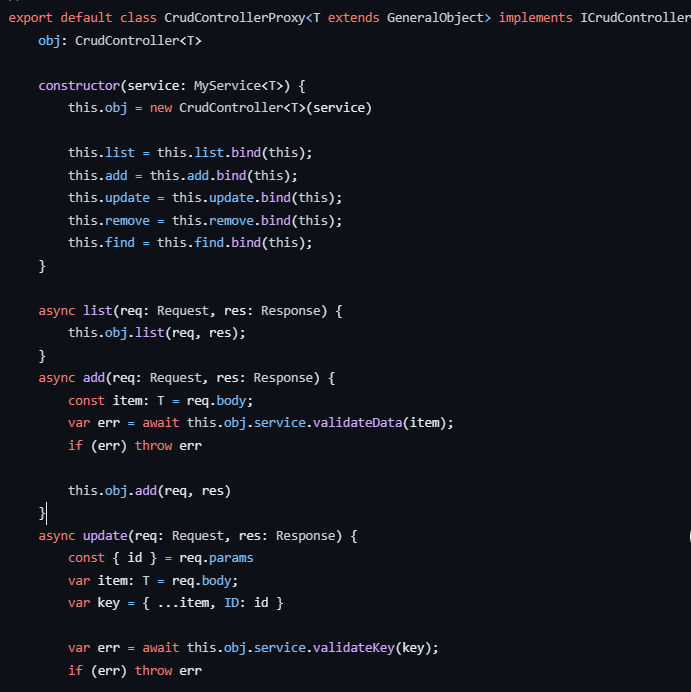 export default class CrudControllerProxy<T extends GeneralObject> implements ICrudController
obj: CrudController<T>
constructor(service: MyService<T>) {
this.obj = new CrudController<T>(service)
this.list = this.list.bind(this);
this.add = this.add.bind(this);
this.update = this.update.bind(this);
this.remove = this.remove.bind(this);
this.find = this.find.bind(this);
}
async list(req: Request, res: Response) {
this.obj.list(req, res);
}
async add(req: Request, res: Response) {
const item: T = req.body;
var err = await this.obj.service.validateData(item);
if (err) throw err
this.obj.add(req, res)
}
async update(req: Request, res: Response) {
const { id } = req.params
var item: T = req.body;
var key = { ...item, ID: id }
var err = await this.obj.service.validateKey(key);
if (err) throw err